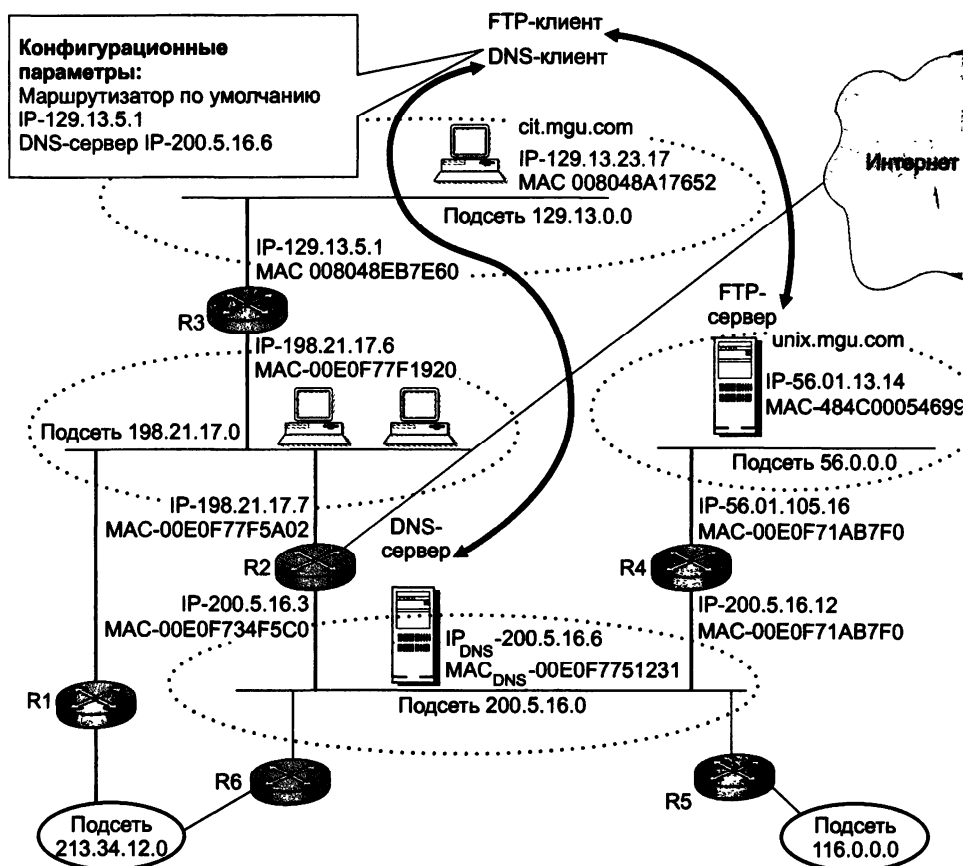 Конфигурационные
параметры:
Маршрутизатор по умолчанию
IP-129.13.5.1
DNS-сервер IP-200.5.16.6
FTP-клиент
DNS-клиент
cit.mgu.com
IP-129.13.23.17
MAC 008048A17652
Интернет
Подсеть 129.13.0.0
IP-129.13.5.1
MAC 008048EB7E60
R3
FTP-
сервер
unix.mgu.com
IP-198.21.17.6
MAC-00E0F77F1920
IP-56.01.13.14
MAC-484C00054699
Подсеть 198.21.17.0
Подсеть 56.0.0.0
IP-198.21.17.7
MAC-00E0F77F5A02
DNS-
сервер
IP-56.01.105.16
MAC-00E0F71AB7F0
R2
R4
IP-200.5.16.3
MAC-00E0F734F5C0
IP-200.5.16.12
MAC-00E0F71AB7F0
IP DNS -200.5.16.6
MAC DNS -00E0F7751231
R1
Подсеть 200.5.16.0
R6
R5
Подсеть
213.34.12.0
Подсеть
116.0.0.0